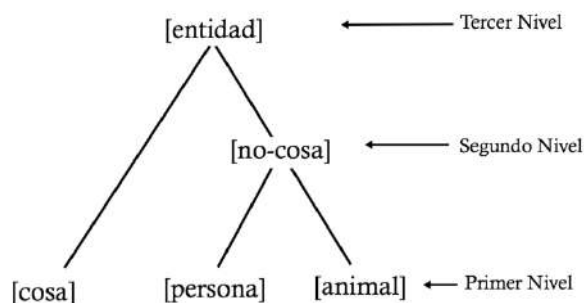 [entidad] Tercer Nivel
[no-cosa] Segundo Nivel
[cosa] [persona] [animal] Primer Nivel